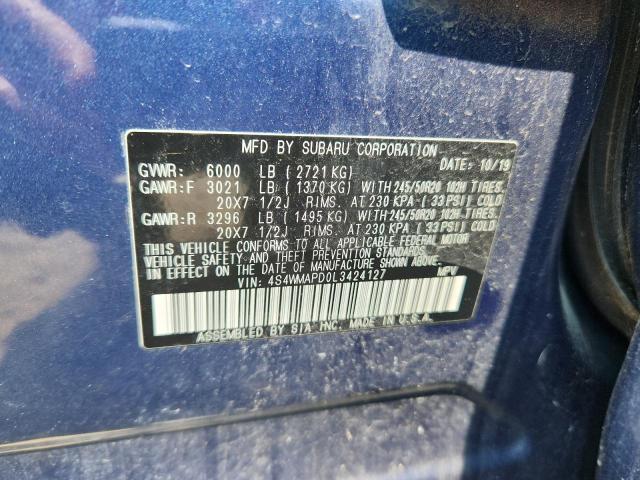 MFD BY SUBARU CORPORATION
GVWR: 6000 LB (2721 KG) DATE: 10/19
GAWR:F 3021 LB (1370 KG) WITH 245/50R20 102H TIRES.
20X7 1/2J RIMS. AT 230 KPA (33 PSI) COLD
GAWR:R 3296 LB (1495 KG) WITH 245/50R20 102H TIRES.
20X7 1/2J RIMS. AT 230 KPA (33 PSI) COLD
THIS VEHICLE CONFORMS TO ALL APPLICABLE FEDERAL MOTOR
VEHICLE SAFETY AND THEFT PREVENTION STANDARDS
IN EFFECT ON THE DATE OF MANUFACTURE SHOWN ABOVE.
VIN: 4S4WMAPD0L3424127 MPV
ASSEMBLED BY SIA INC. MADE IN U.S.A.